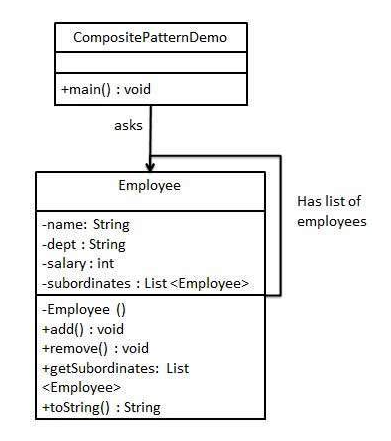 CompositePatternDemo
+main() : void
asks
Employee
-name: String
-dept : String
-salary : int
-subordinates : List <Employee>
Has list of
employees
-Employee ()
+add() : void
+remove() : void
+getSubordinates: List
<Employee>
+toString() : String